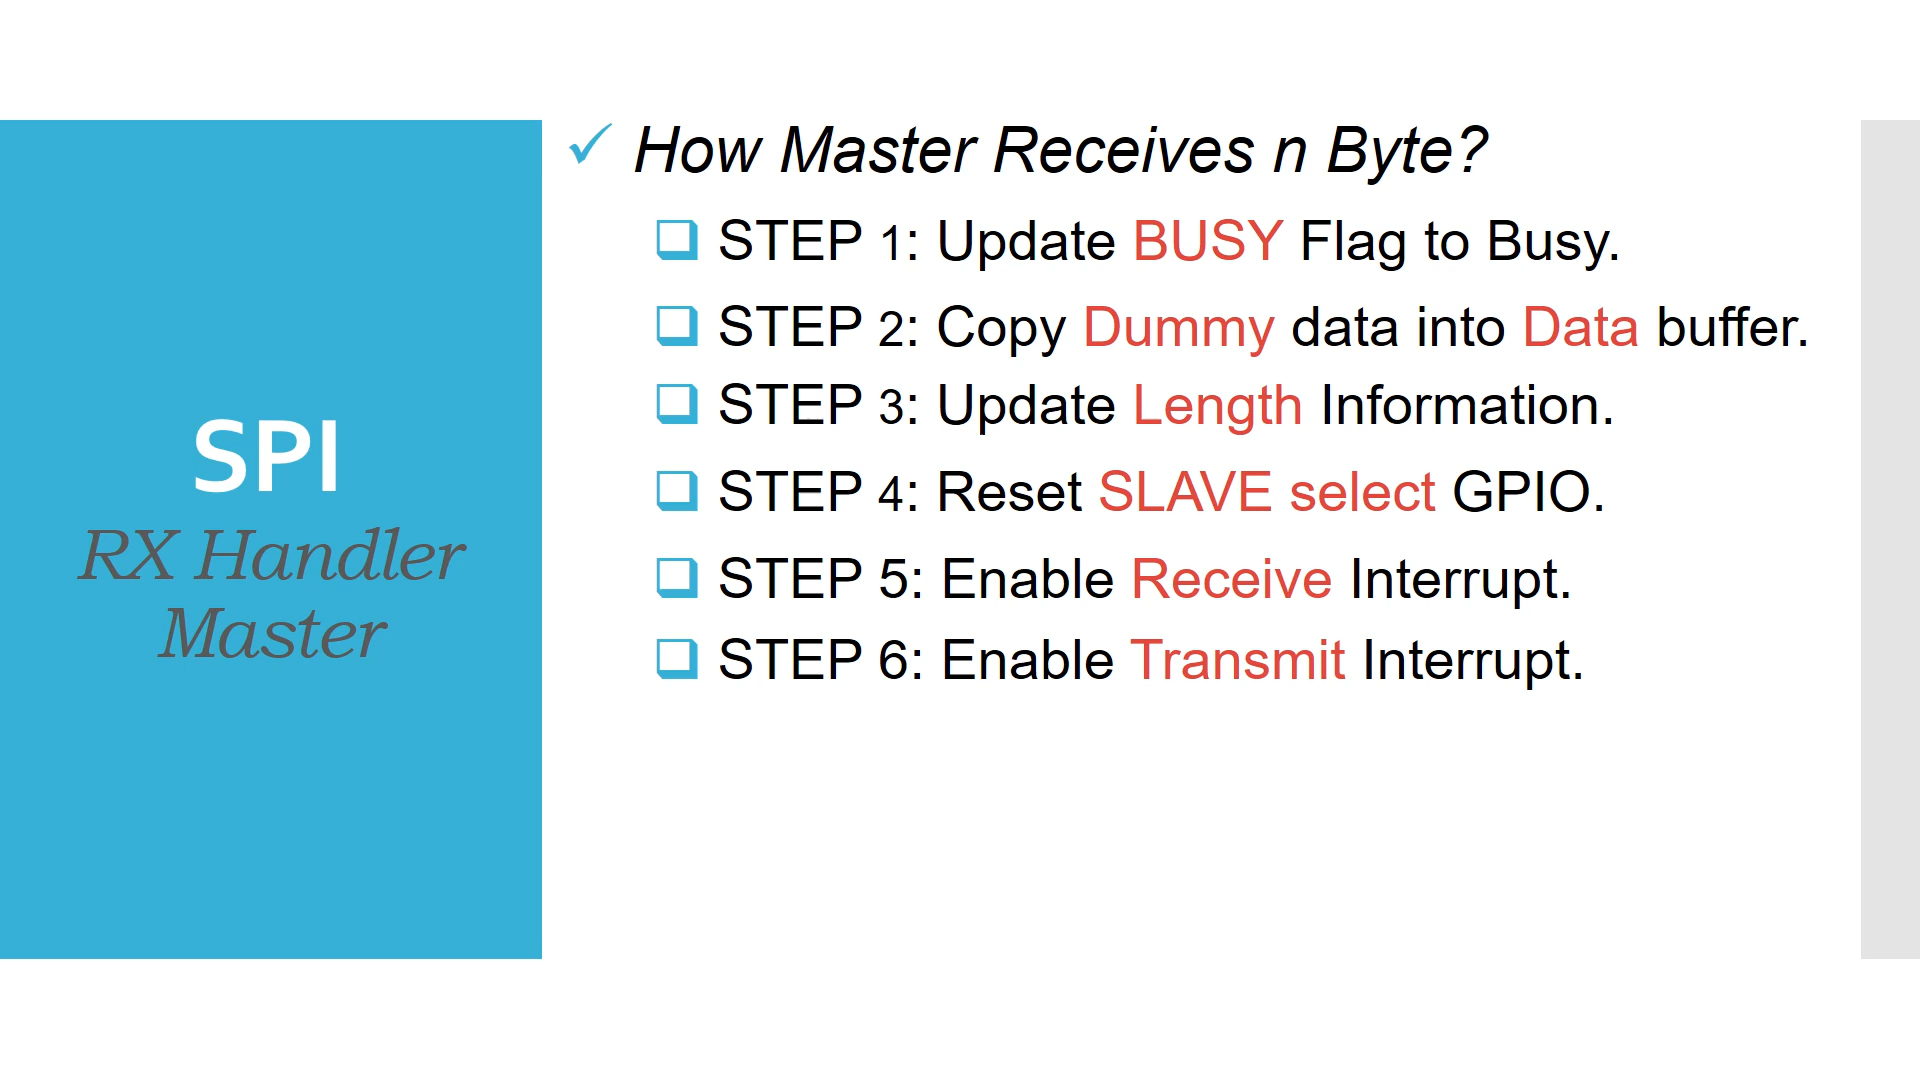 SPI
RX Handler
Master
How Master Receives n Byte?
STEP 1: Update BUSY Flag to Busy.
STEP 2: Copy Dummy data into Data buffer.
STEP 3: Update Length Information.
STEP 4: Reset SLAVE select GPIO.
STEP 5: Enable Receive Interrupt.
STEP 6: Enable Transmit Interrupt.